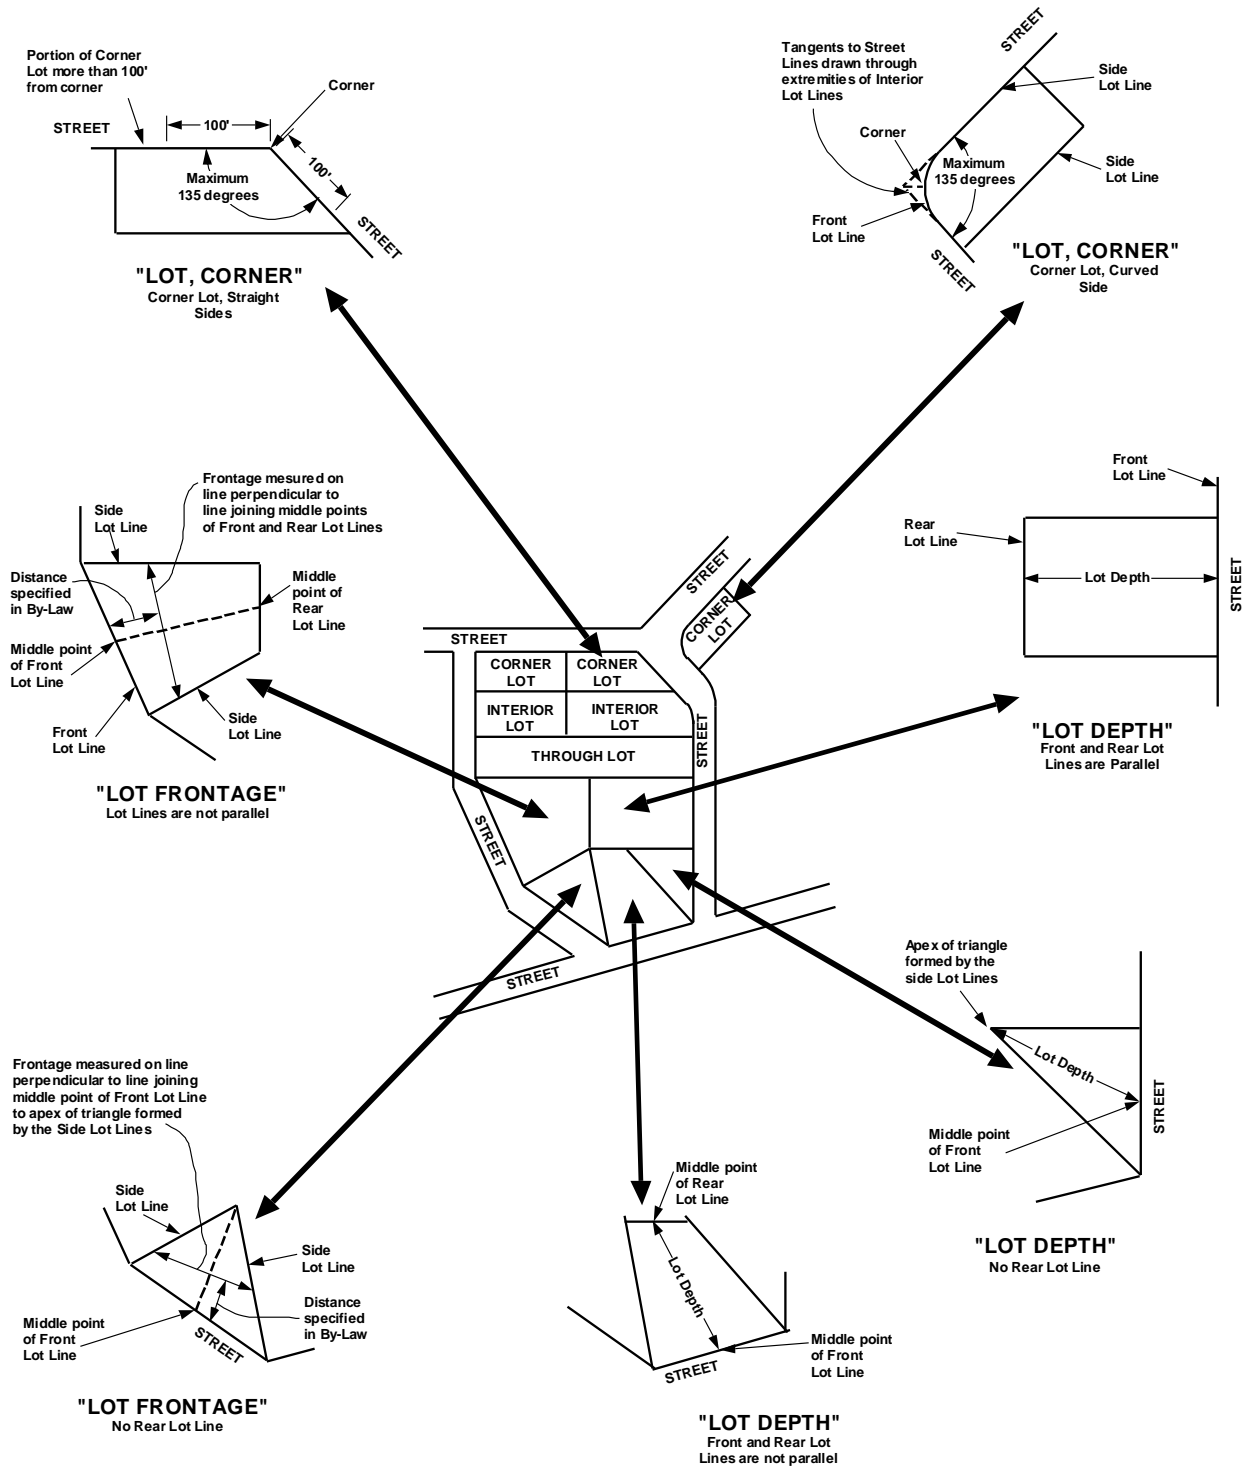 Portion of Corner
Lot more than 100'
from corner
Corner
STREET
100'
100'
Maximum
135 degrees
STREET
"LOT, CORNER"
Corner Lot, Straight
Sides
STREET
Tangents to Street
Lines drawn through
extremities of Interior
Lot Lines
Side
Lot Line
Corner
Maximum
135 degrees
Side
Lot Line
Front
Lot Line
STREET
"LOT, CORNER"
Corner Lot, Curved
Side
Frontage mesured on
line perpendicular to
line joining middle points
of Front and Rear Lot Lines
Side
Lot Line
Distance
specified
in By-Law
Middle
point of
Rear
Lot Line
Middle point
of Front
Lot Line
Front
Lot Line
Side
Lot Line
"LOT FRONTAGE"
Lot Lines are not parallel
Front
Lot Line
Rear
Lot Line
Lot Depth
STREET
"LOT DEPTH"
Front and Rear Lot
Lines are Parallel
STREET
STREET
CORNER
LOT
CORNER
LOT
CORNER
LOT
INTERIOR
LOT
INTERIOR
LOT
STREET
THROUGH LOT
STREET
STREET
Apex of triangle
formed by the
side Lot Lines
Lot Depth
STREET
Middle point
of Front
Lot Line
"LOT DEPTH"
No Rear Lot Line
Frontage measured on line
perpendicular to line joining
middle point of Front Lot Line
to apex of triangle formed
by the Side Lot Lines
Side
Lot Line
Side
Lot Line
Distance
specified
in By-Law
Middle point
of Front
Lot Line
STREET
"LOT FRONTAGE"
No Rear Lot Line
Middle point
of Rear
Lot Line
Lot Depth
Middle point
of Front
Lot Line
STREET
"LOT DEPTH"
Front and Rear Lot
Lines are not parallel